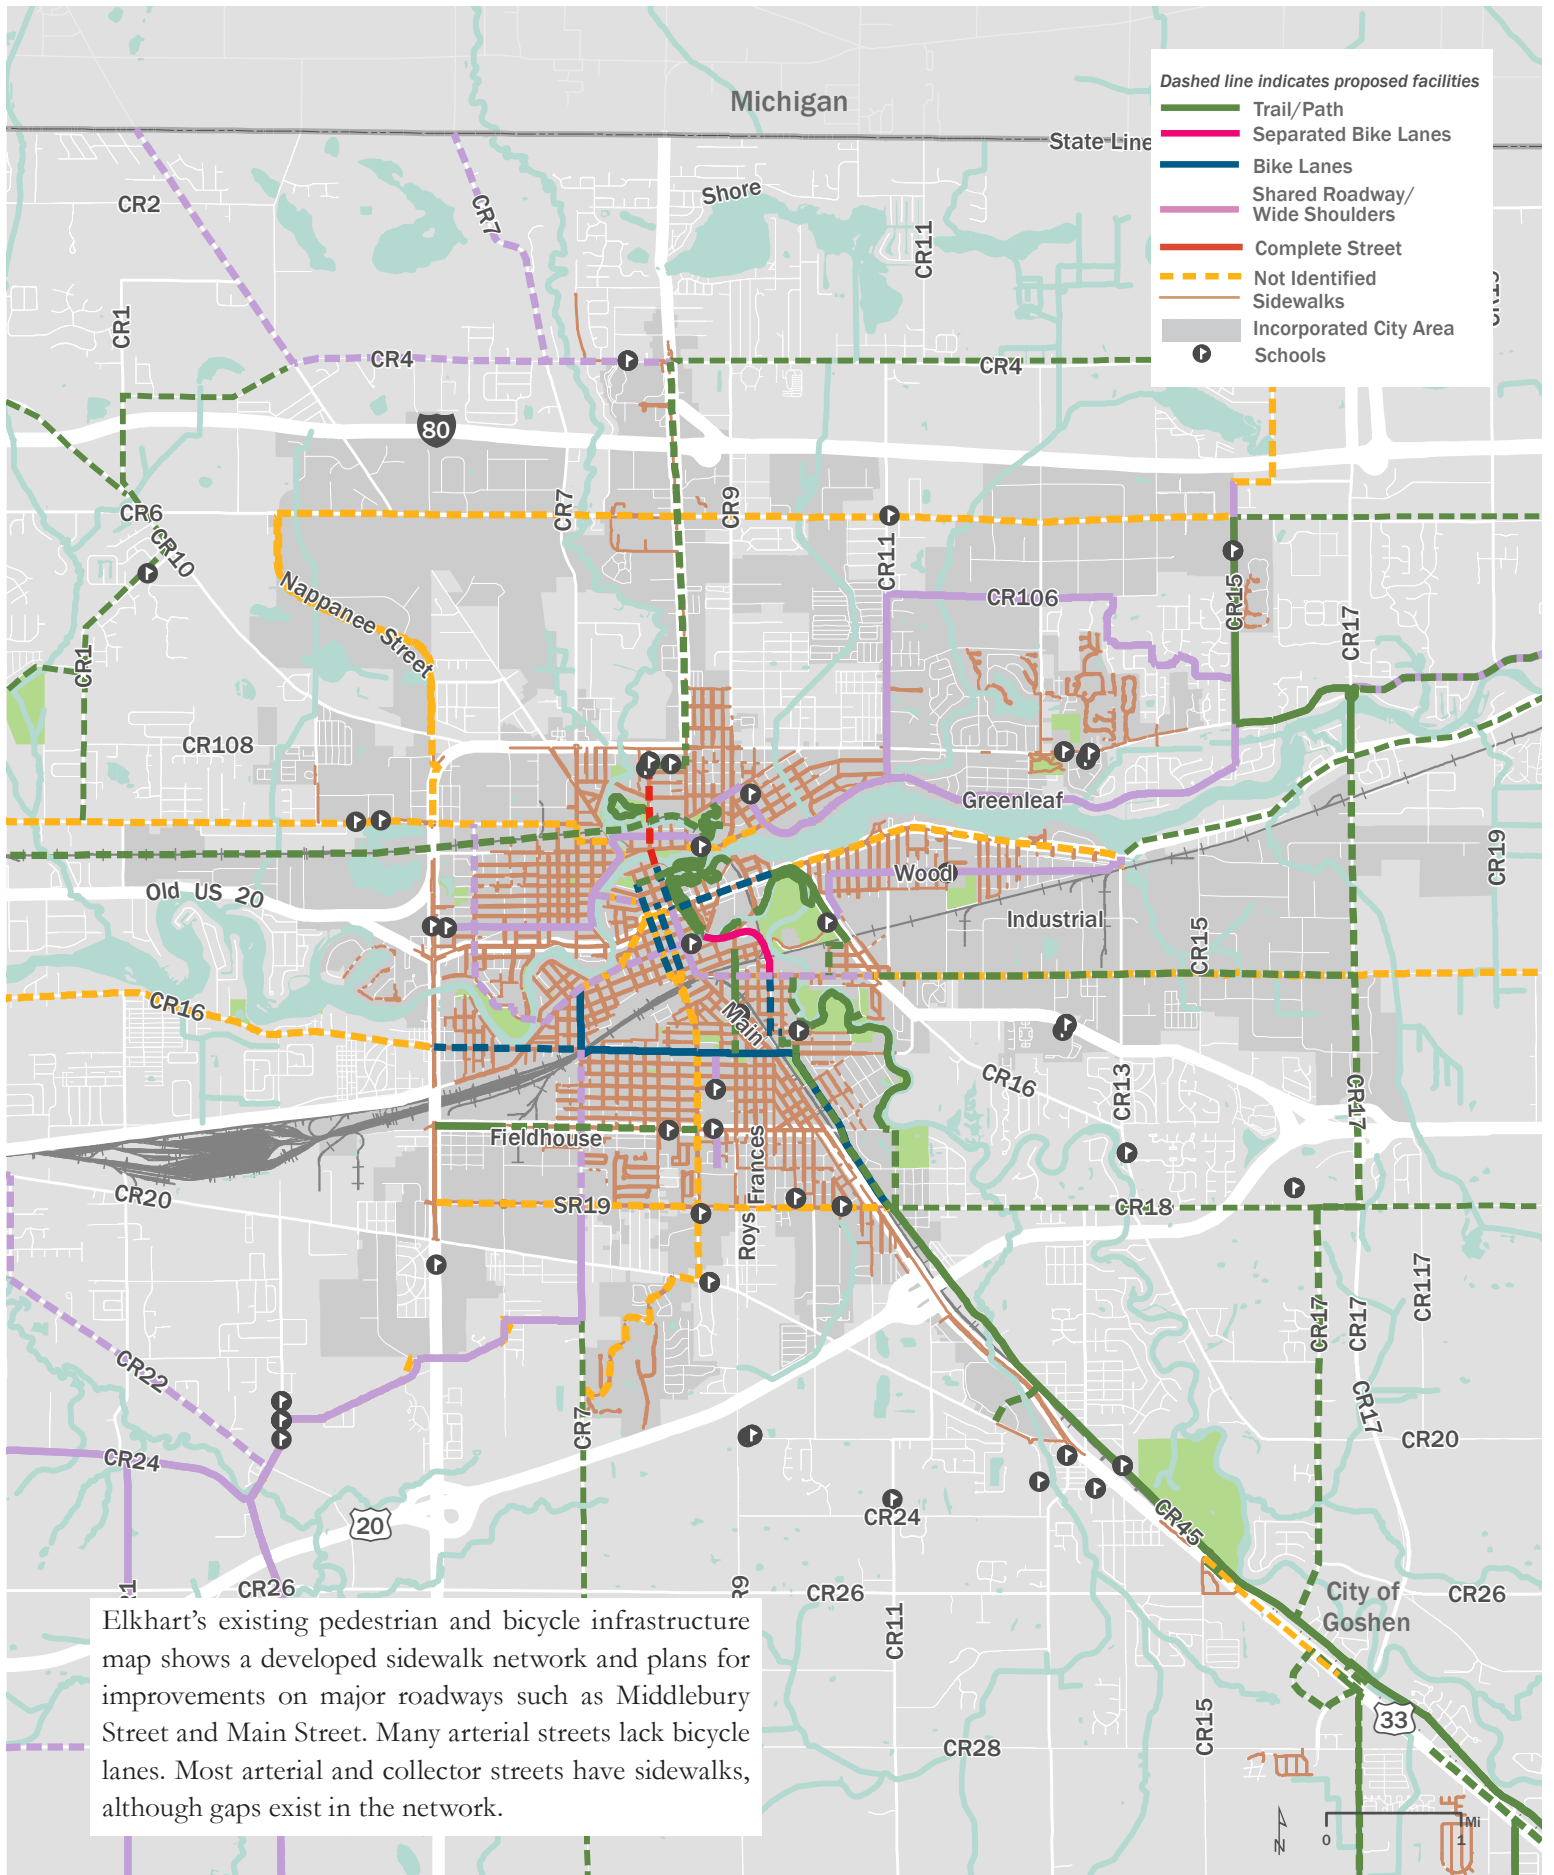 Michigan
State Line
Dashed line indicates proposed facilities
Trail/Path
Separated Bike Lanes
Bike Lanes
Shared Roadway/
Wide Shoulders
Complete Street
Not Identified
Sidewalks
Incorporated City Area
Schools
CR2
CR7
Shore
CR11
CR1
CR4
CR4
80
CR6
CR10
CR7
CR9
CR11
CR15
CR106
CR17
Nappanee Street
CR1
CR108
Greenleaf
CR19
Old US 20
Wood
Industrial
CR15
CR16
Main
CR16
CR13
CR17
Fieldhouse
CR20
Roys
Frances
SR19
CR18
CR117
CR17
CR17
CR22
CR17
CR7
CR24
CR20
20
CR24
CR45
CR26
CR26
City of
Goshen
CR26
CR11
Elkhart's existing pedestrian and bicycle infrastructure
map shows a developed sidewalk network and plans for
improvements on major roadways such as Middlebury
Street and Main Street. Many arterial streets lack bicycle
lanes. Most arterial and collector streets have sidewalks,
although gaps exist in the network.
CR15
33
CR28
N
0
1
Mi